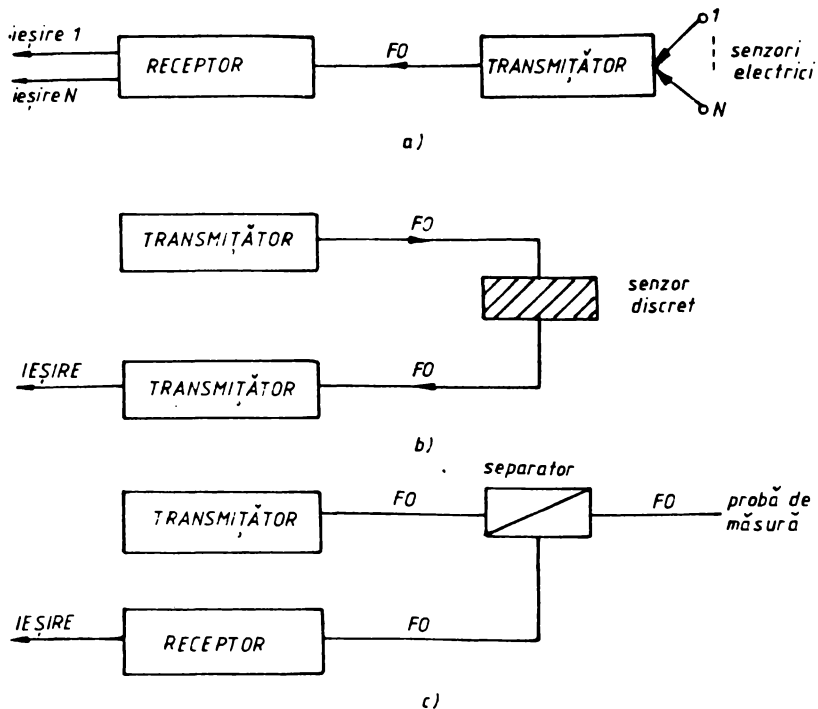 ieșire 1
ieșire N
RECEPTOR
FO
TRANSMIȚĂTOR
1
N
senzori
electrici
a)
TRANSMIȚĂTOR
FO
senzor
discret
IEȘIRE
TRANSMIȚĂTOR
FO
b)
separator
TRANSMIȚĂTOR
FO
FO
probă de
măsură
IEȘIRE
RECEPTOR
FO
c)